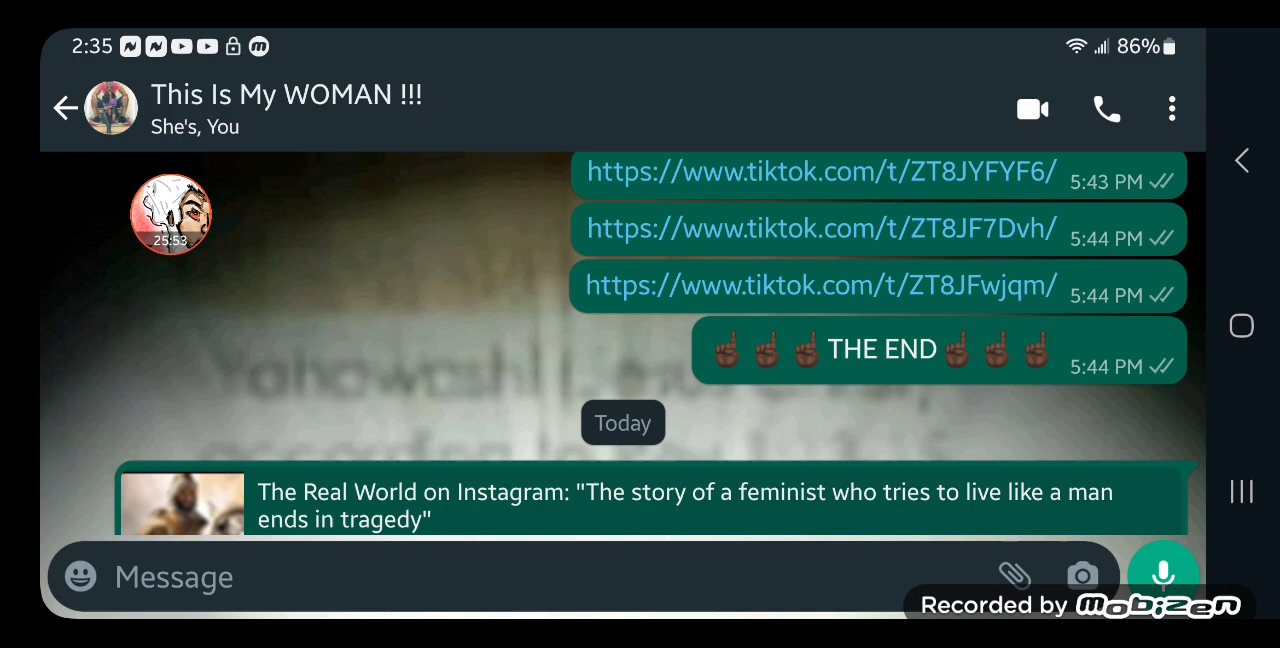 2:35
86%
This Is My WOMAN !!!
She's, You
https://www.tiktok.com/t/ZT8JYFYF6/ 5:43 PM
25:53
https://www.tiktok.com/t/ZT8JF7Dvh/ 5:44 PM
https://www.tiktok.com/t/ZT8JFwjqm/ 5:44 PM
☝🏿☝🏿☝🏿THE END☝🏿☝🏿☝🏿 5:44 PM
Today
The Real World on Instagram: "The story of a feminist who tries to live like a man
ends in tragedy"
Message
Recorded by Mobizen